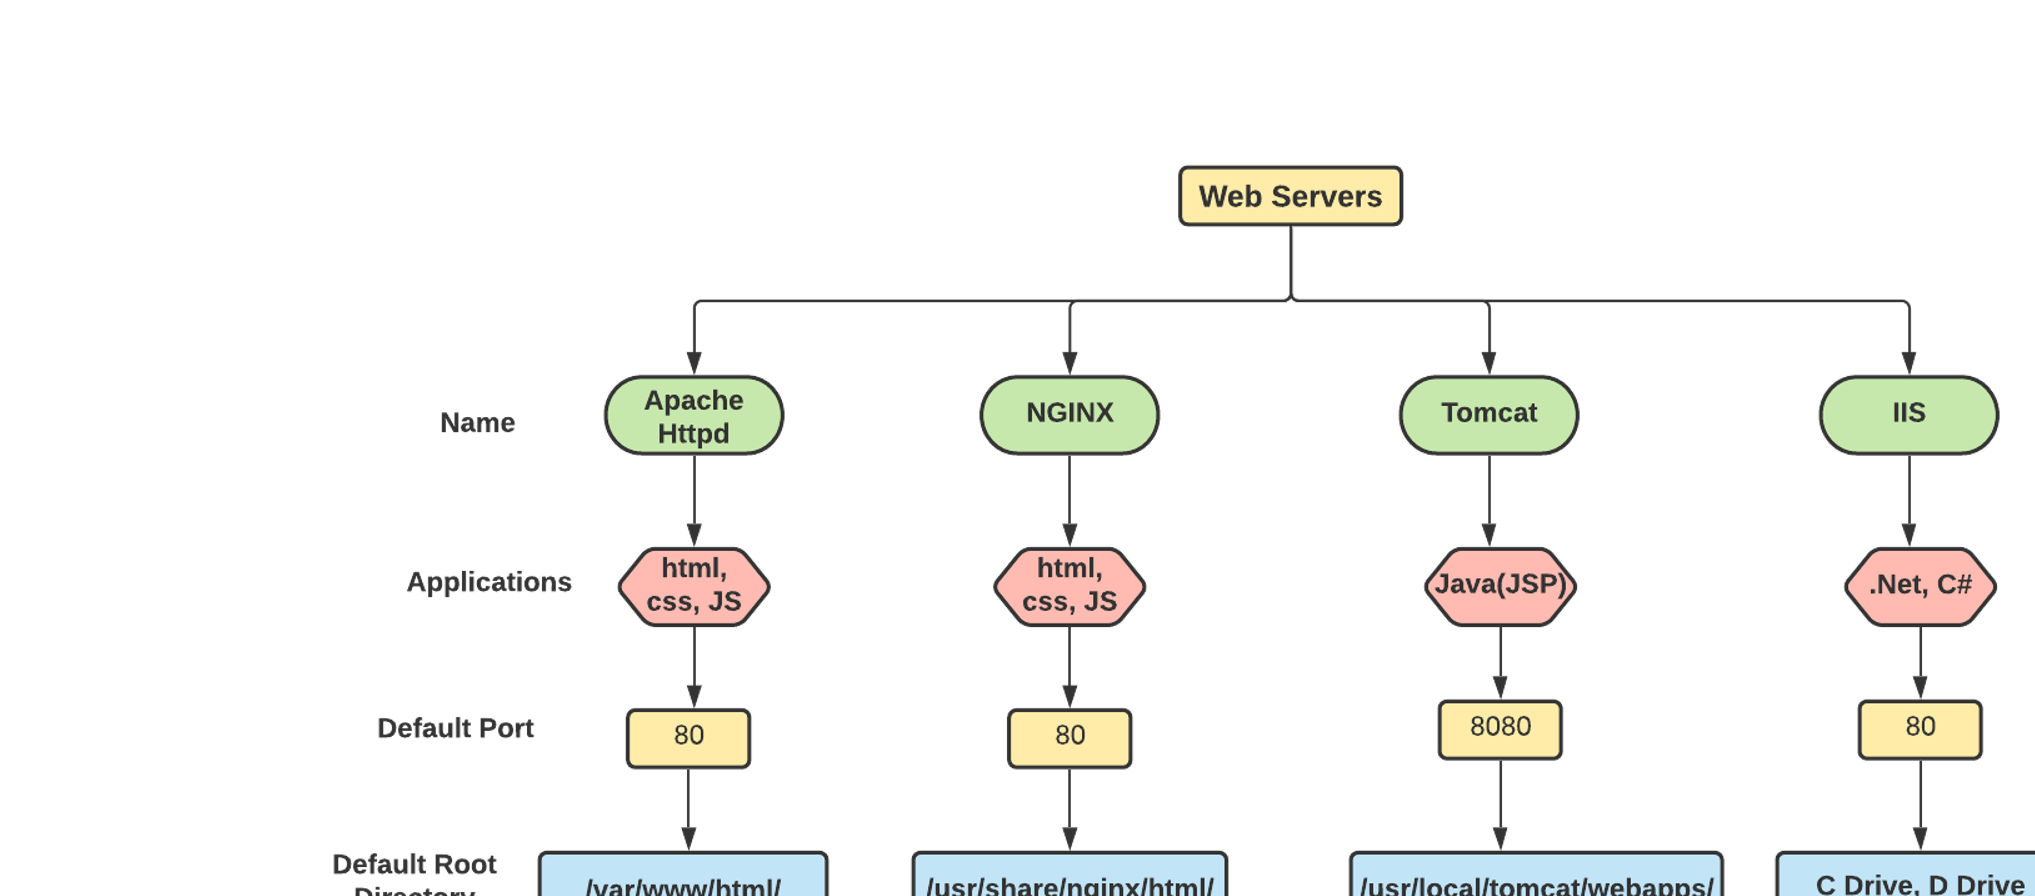 Web Servers
Name
Apache
Httpd
NGINX
Tomcat
IIS
Applications
html,
css, JS
html,
css, JS
Java(JSP)
.Net, C#
Default Port
80
80
8080
80
Default Root
Directory
/var/www/html/
/usr/share/nginx/html/
/usr/local/tomcat/webapps/
C Drive, D Drive